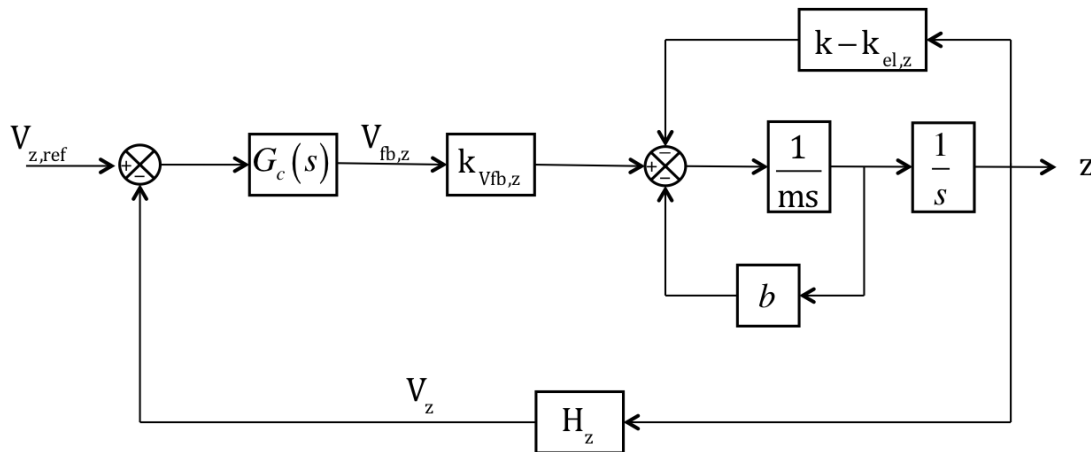 k−k_el,z
V_z,ref
+
−
G_c(s)
V_fb,z
k_Vfb,z
−
+
−
1
ms
1
s
z
b
V_z
H_z